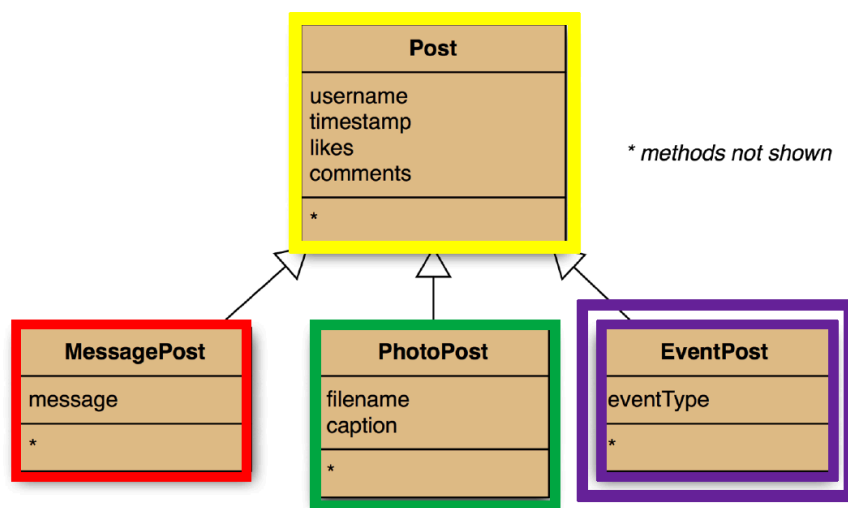 Post
username
timestamp
likes
comments
*
* methods not shown
MessagePost
message
*
PhotoPost
filename
caption
*
EventPost
eventType
*